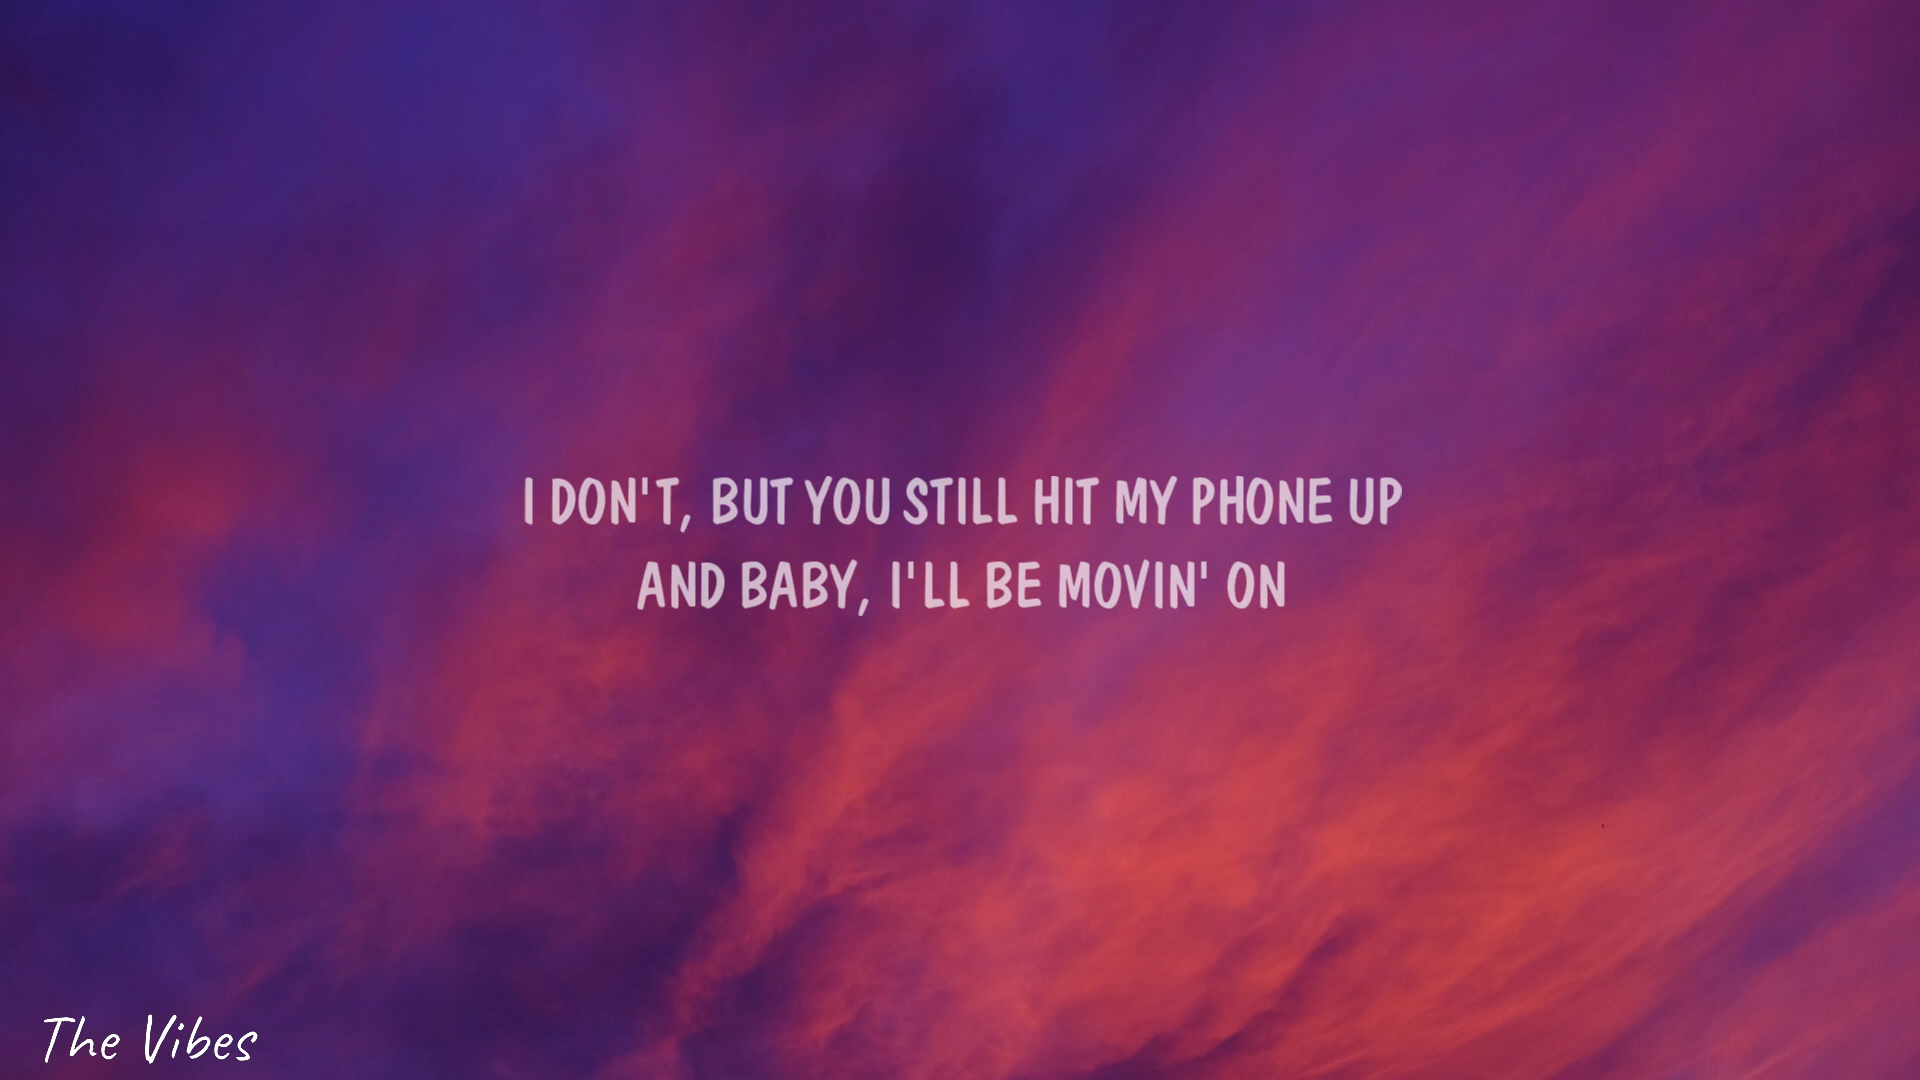 I DON'T, BUT YOU STILL HIT MY PHONE UP
AND BABY, I'LL BE MOVIN' ON
The Vibes